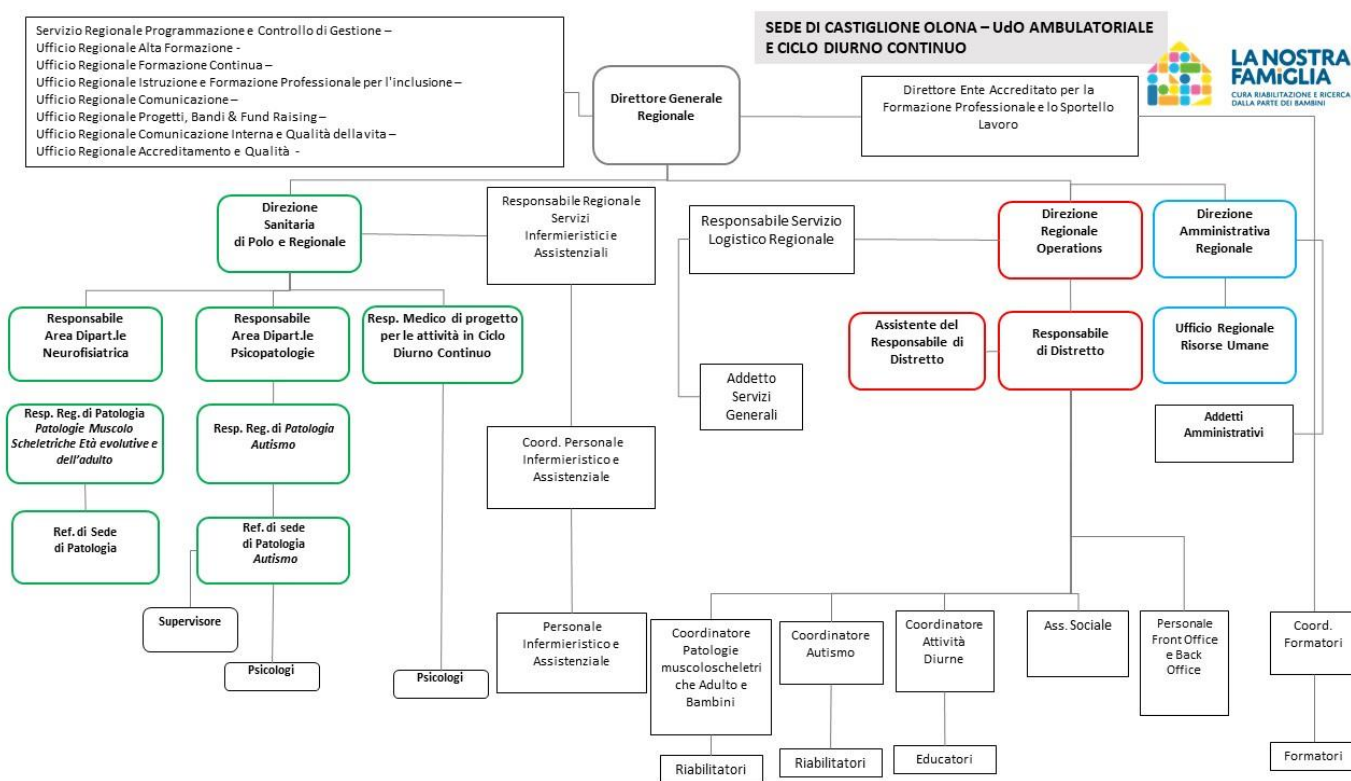 Servizio Regionale Programmazione e Controllo di Gestione –
Ufficio Regionale Alta Formazione -
Ufficio Regionale Formazione Continua –
Ufficio Regionale Istruzione e Formazione Professionale per l'inclusione –
Ufficio Regionale Comunicazione –
Ufficio Regionale Progetti, Bandi & Fund Raising –
Ufficio Regionale Comunicazione Interna e Qualità della vita –
Ufficio Regionale Accreditamento e Qualità -
SEDE DI CASTIGLIONE OLONA – UdO AMBULATORIALE
E CICLO DIURNO CONTINUO
LA NOSTRA
FAMiGLIA
CURA RIABILITAZIONE E RICERCA
DALLA PARTE DEI BAMBINI
Direttore Generale
Regionale
Direttore Ente Accreditato per la
Formazione Professionale e lo Sportello
Lavoro
Direzione
Sanitaria
di Polo e Regionale
Responsabile Regionale
Servizi
Infermieristici e
Assistenziali
Responsabile Servizio
Logistico Regionale
Direzione
Regionale
Operations
Direzione
Amministrativa
Regionale
Responsabile
Area Dipart.le
Neurofisiatrica
Responsabile
Area Dipart.le
Psicopatologie
Resp. Medico di progetto
per le attività in Ciclo
Diurno Continuo
Assistente del
Responsabile di
Distretto
Responsabile
di Distretto
Ufficio Regionale
Risorse Umane
Addetto
Servizi
Generali
Addetti
Amministrativi
Resp. Reg. di Patologia
Patologie Muscolo
Scheletriche Età evolutive e
dell'adulto
Resp. Reg. di Patologia
Autismo
Coord. Personale
Infermieristico e
Assistenziale
Ref. di Sede
di Patologia
Ref. di sede
di Patologia
Autismo
Supervisore
Psicologi
Psicologi
Personale
Infermieristico e
Assistenziale
Coordinatore
Patologie
muscoloscheletri
che Adulto e
Bambini
Coordinatore
Autismo
Coordinatore
Attività
Diurne
Ass. Sociale
Personale
Front Office
e Back
Office
Coord.
Formatori
Riabilitatori
Riabilitatori
Educatori
Formatori